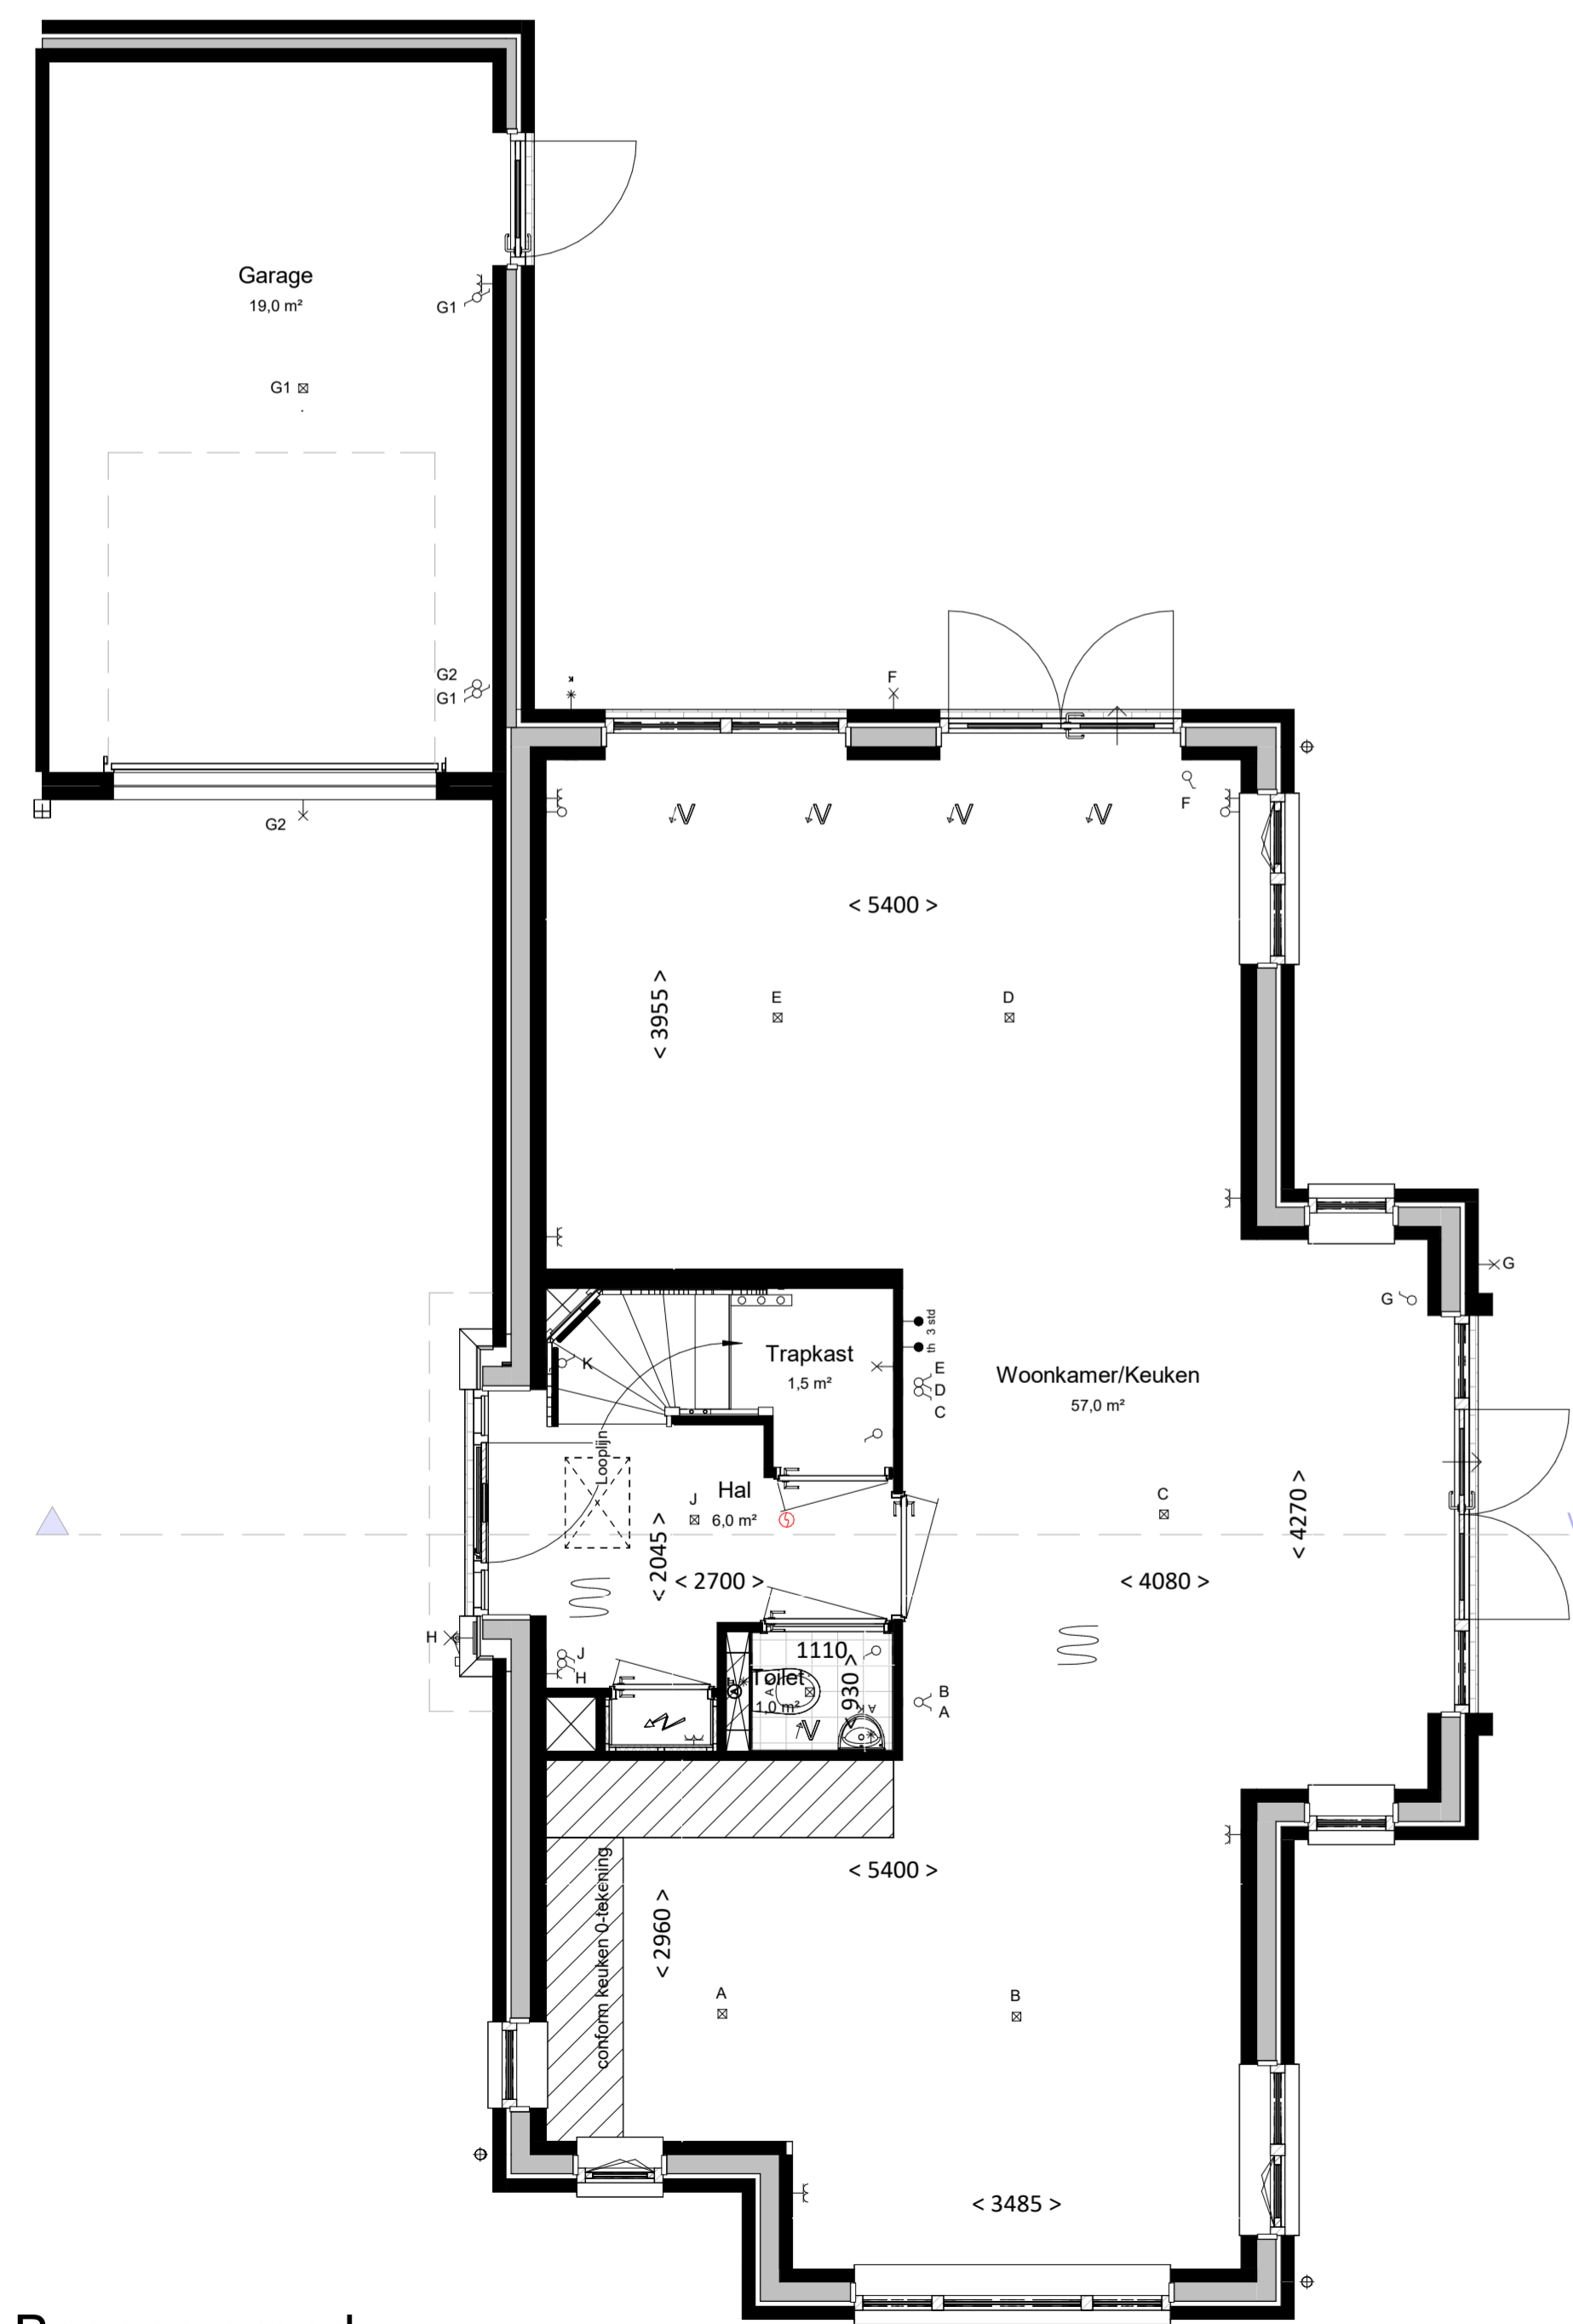 Garage
19,0 m²
G1
G1
G2
G1
G2
F
F
< 5400 >
< 3955 >
E
D
G
G
K
Trapkast
1,5 m²
3 std
th
E
D
C
Woonkamer/Keuken
57,0 m²
Looplijn
J
Hal
6,0 m²
C
< 2045 >
< 2700 >
< 4080 >
< 4270 >
H
J
H
1110
Toilet
1,0 m²
< 930 >
A
A
K
B
A
conform keuken 0-tekening
< 5400 >
< 2960 >
A
B
< 3485 >